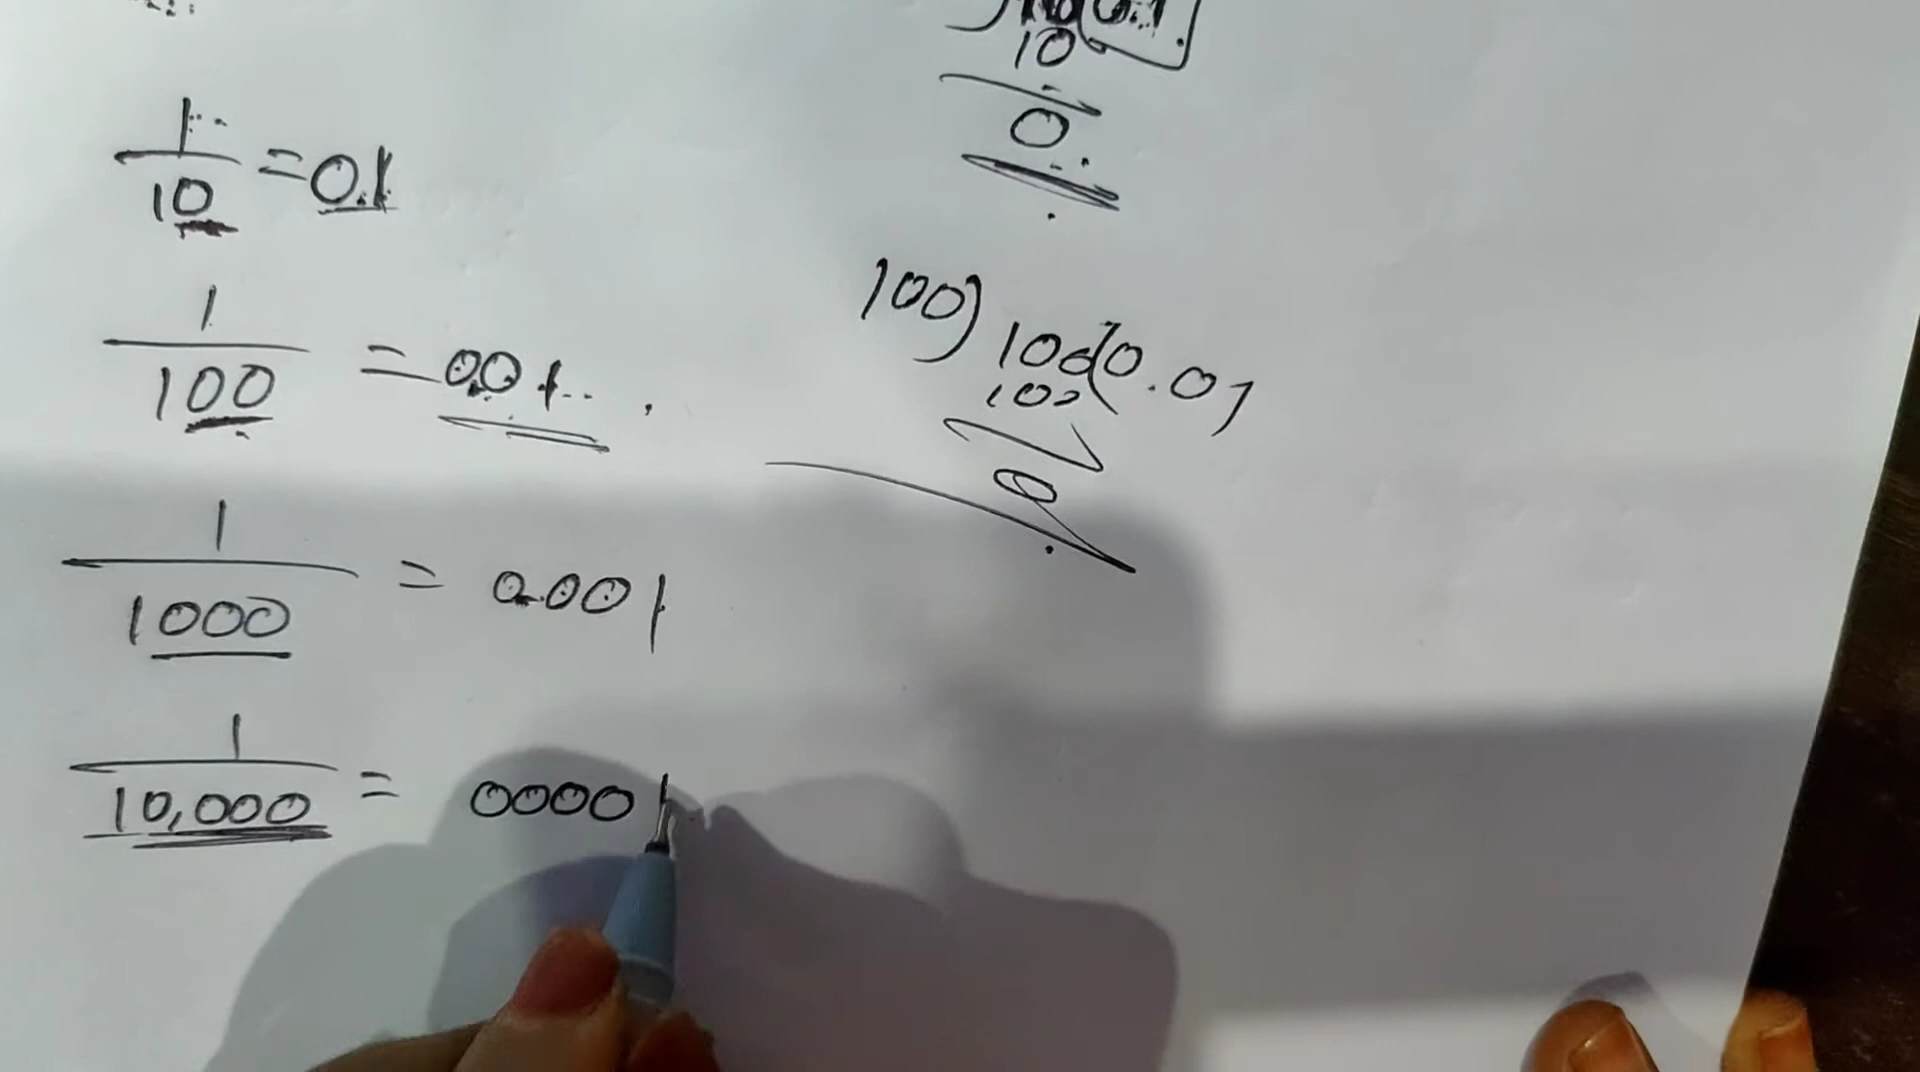 1/10 = 0.1
1/100 = 0.01
1/1000 = 0.001
1/10,000 = 00001
10
0
100)100(0.01
100
0